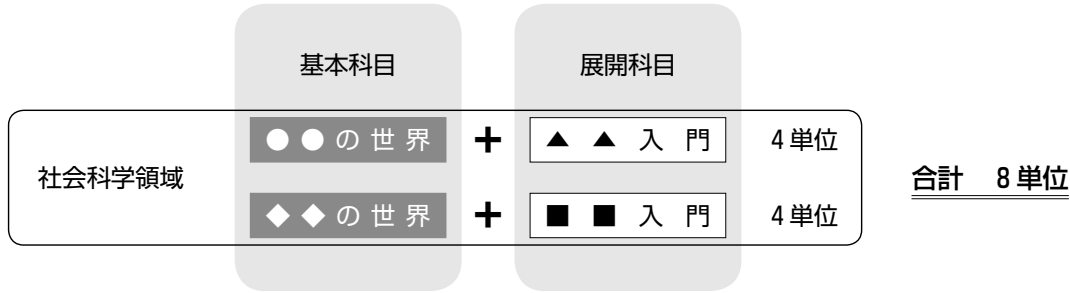 基本科目 展開科目
●●の世界 + ▲▲入門 4単位
社会科学領域 合計 8単位
◆◆の世界 + ■■入門 4単位